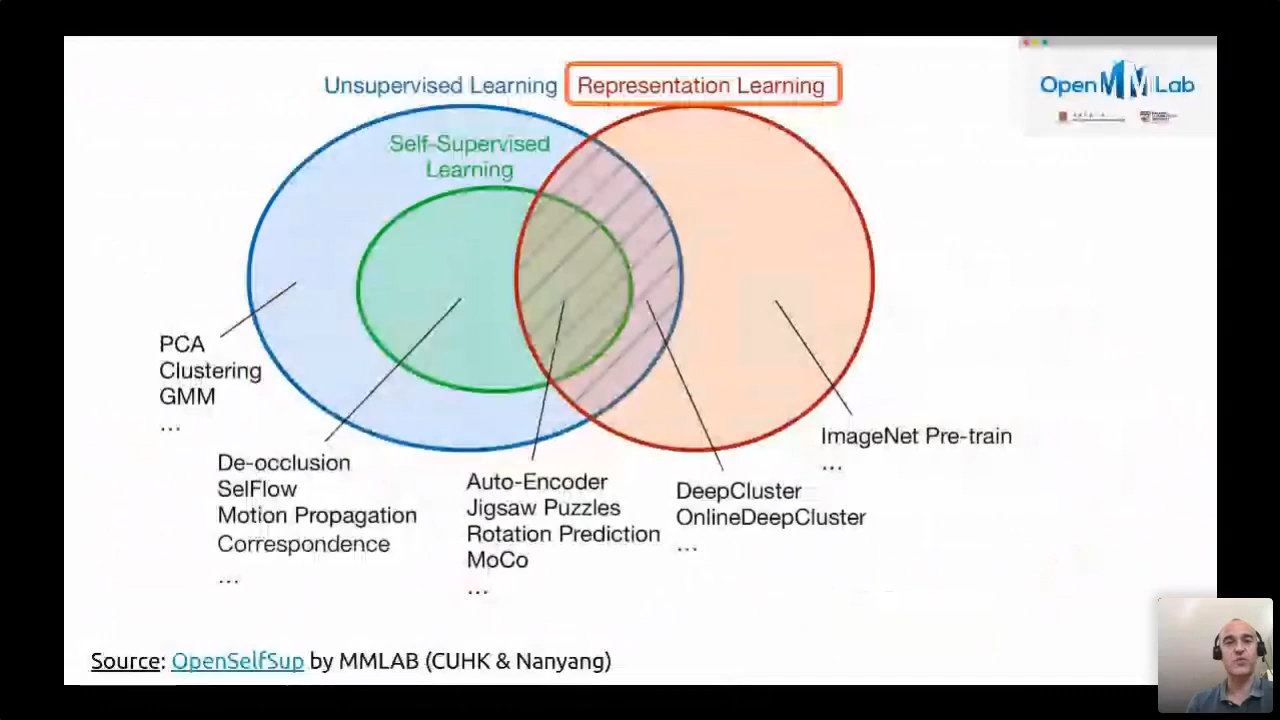 Unsupervised Learning
Representation Learning
OpenMMLab
Self-Supervised
Learning
PCA
Clustering
GMM
...
De-occlusion
SelFlow
Motion Propagation
Correspondence
...
Auto-Encoder
Jigsaw Puzzles
Rotation Prediction
MoCo
...
DeepCluster
OnlineDeepCluster
...
ImageNet Pre-train
...
Source: OpenSelfSup by MMLAB (CUHK & Nanyang)